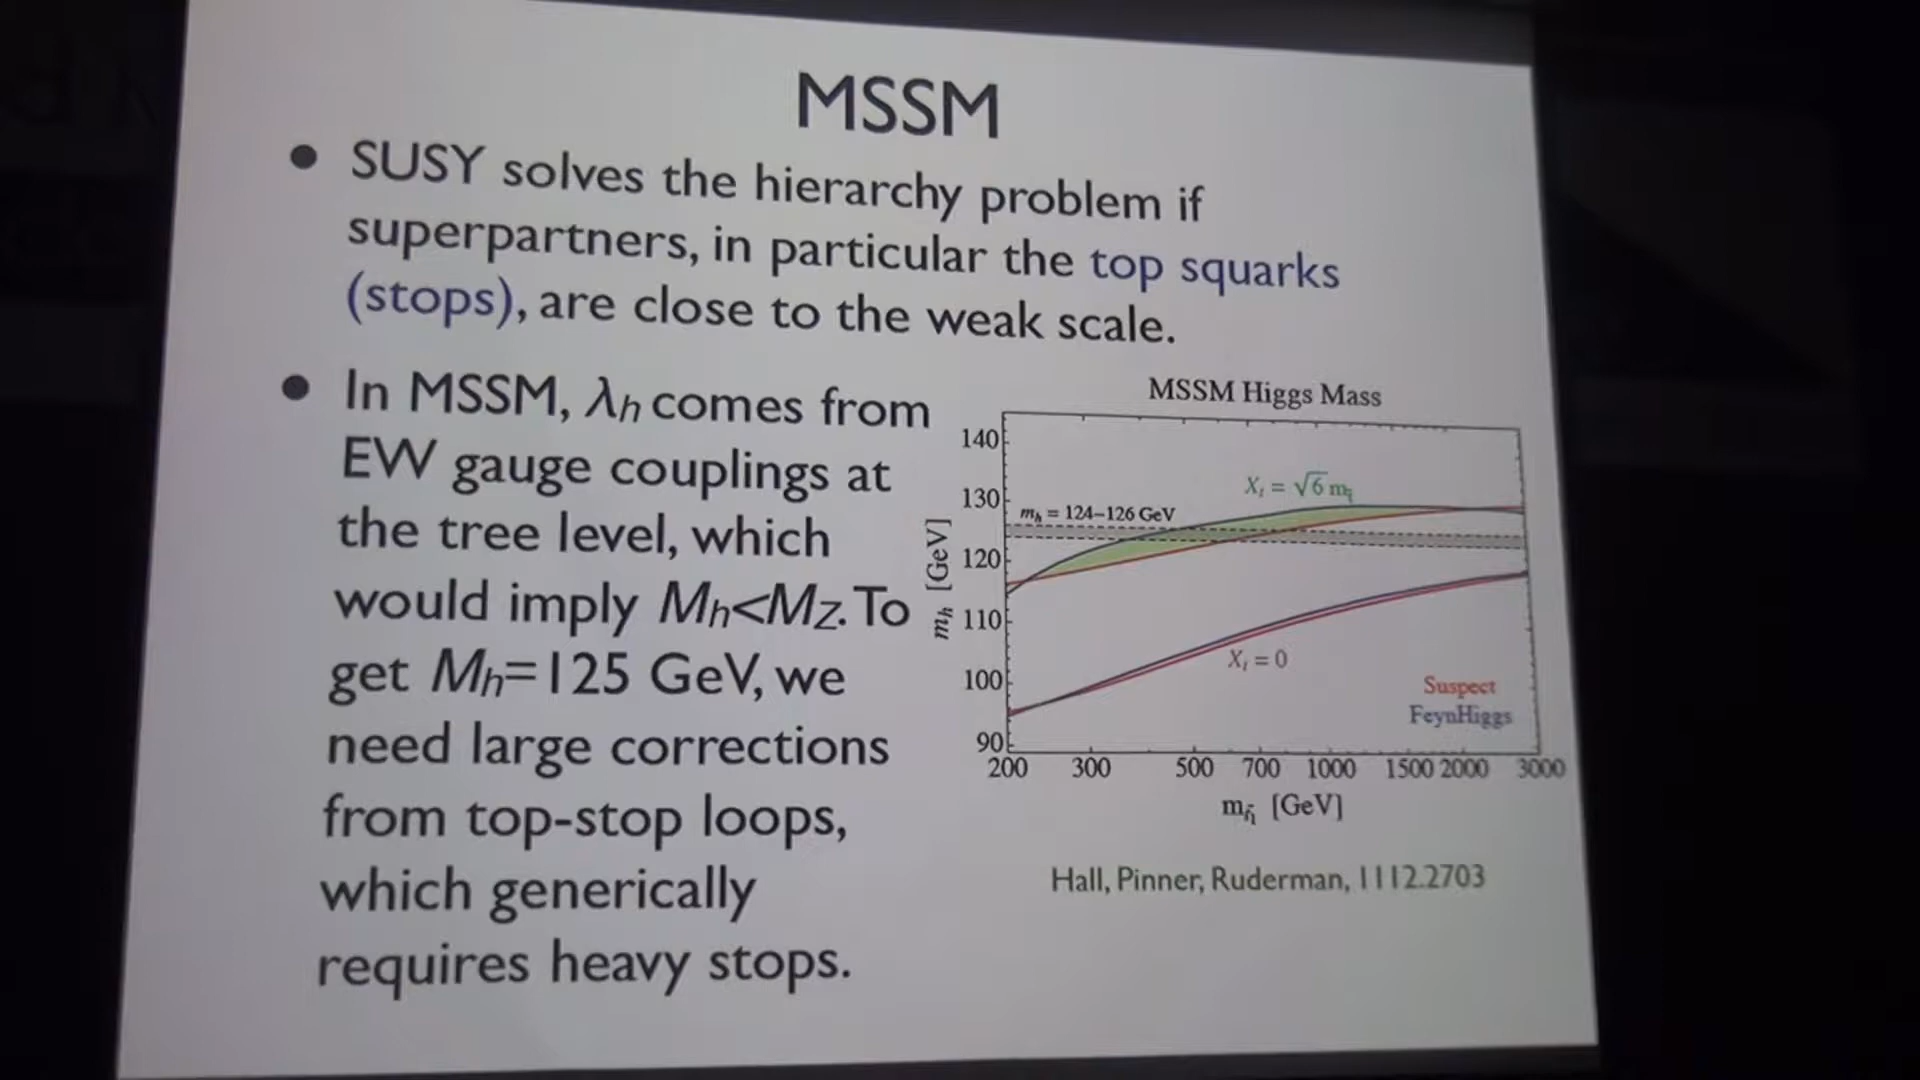 MSSM
• SUSY solves the hierarchy problem if
superpartners, in particular the top squarks
(stops), are close to the weak scale.
• In MSSM, λh comes from
EW gauge couplings at
the tree level, which
would imply Mh<MZ. To
get Mh=125 GeV, we
need large corrections
from top-stop loops,
which generically
requires heavy stops.
MSSM Higgs Mass
140
130
120
110
100
90
mh [GeV]
Xt = √6 mt̃
mh = 124–126 GeV
Xt = 0
Suspect
FeynHiggs
200 300 500 700 1000 1500 2000 3000
mt̃1 [GeV]
Hall, Pinner, Ruderman, 1112.2703